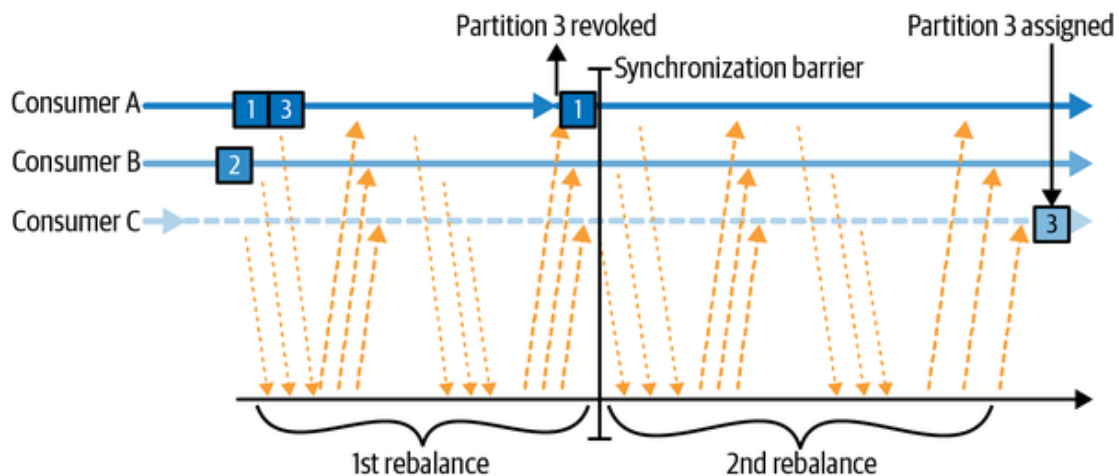 Partition 3 revoked
Partition 3 assigned
Synchronization barrier
Consumer A
1 3
1
Consumer B
2
Consumer C
3
1st rebalance
2nd rebalance